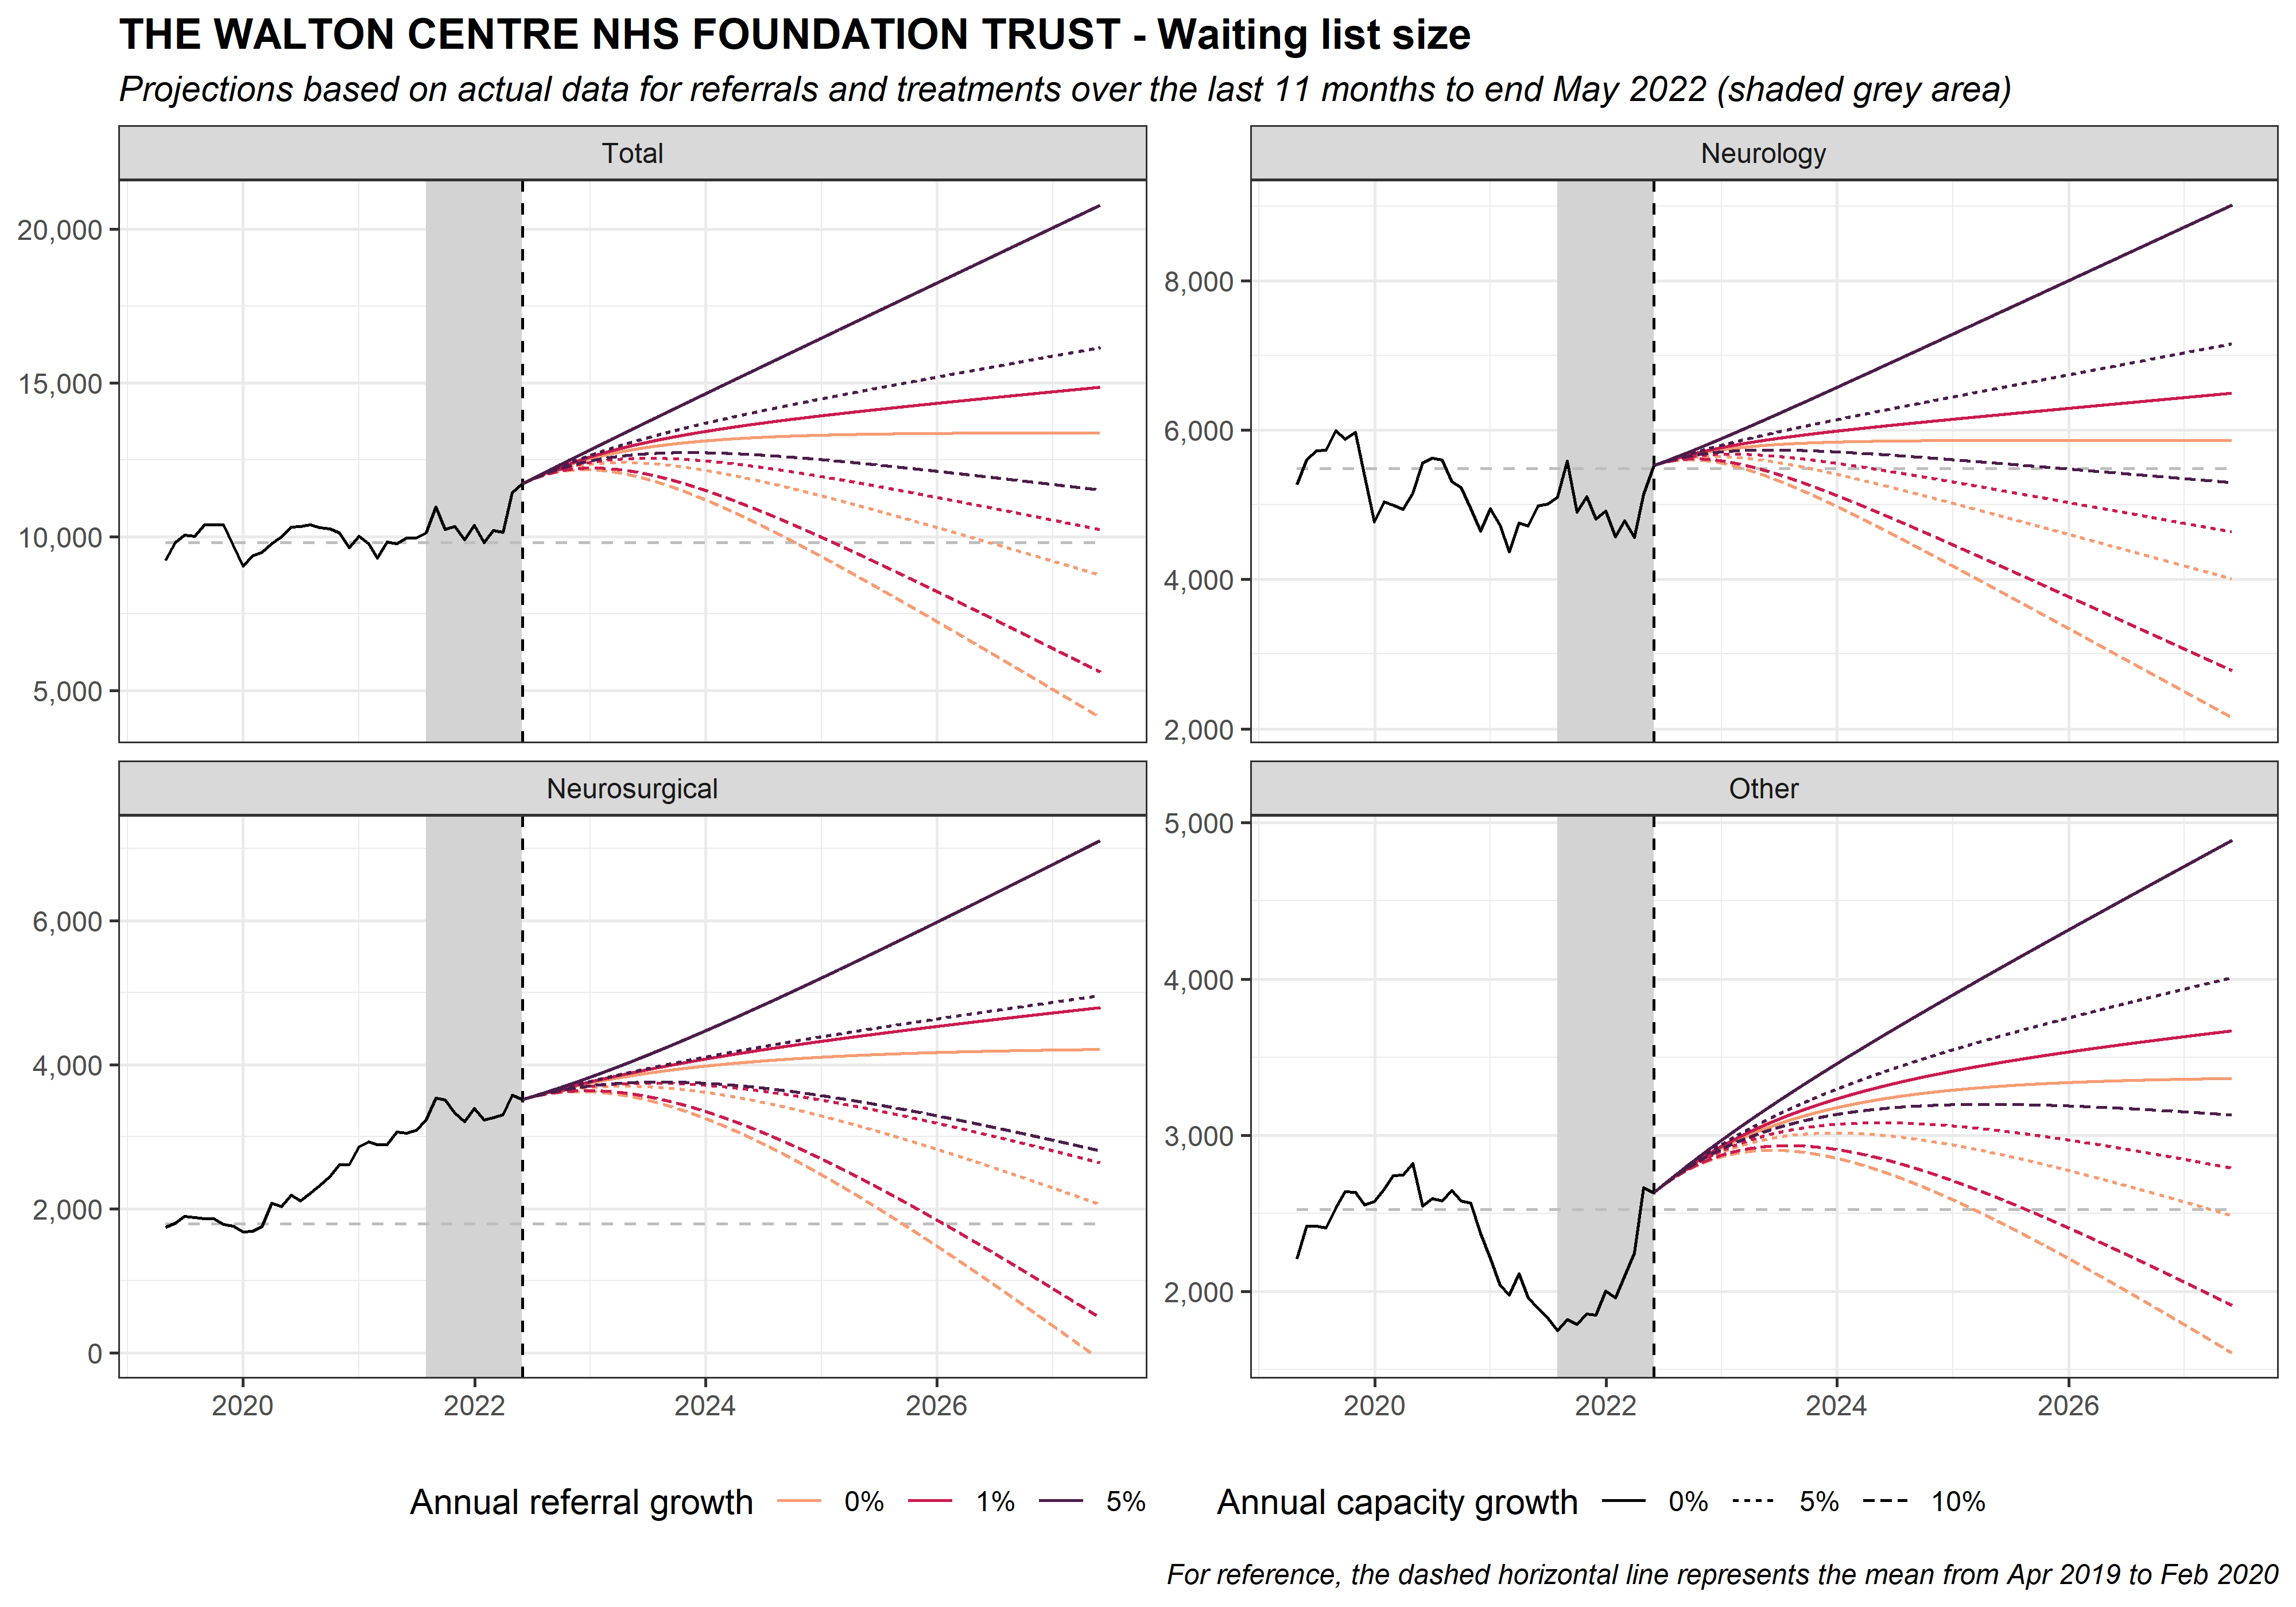 THE WALTON CENTRE NHS FOUNDATION TRUST - Waiting list size
Projections based on actual data for referrals and treatments over the last 11 months to end May 2022 (shaded grey area)
Total
20,000
15,000
10,000
5,000
Neurology
8,000
6,000
4,000
2,000
Neurosurgical
6,000
4,000
2,000
0
2020 2022 2024 2026
Other
5,000
4,000
3,000
2,000
2020 2022 2024 2026
Annual referral growth 0% 1% 5%
Annual capacity growth 0% 5% 10%
For reference, the dashed horizontal line represents the mean from Apr 2019 to Feb 2020